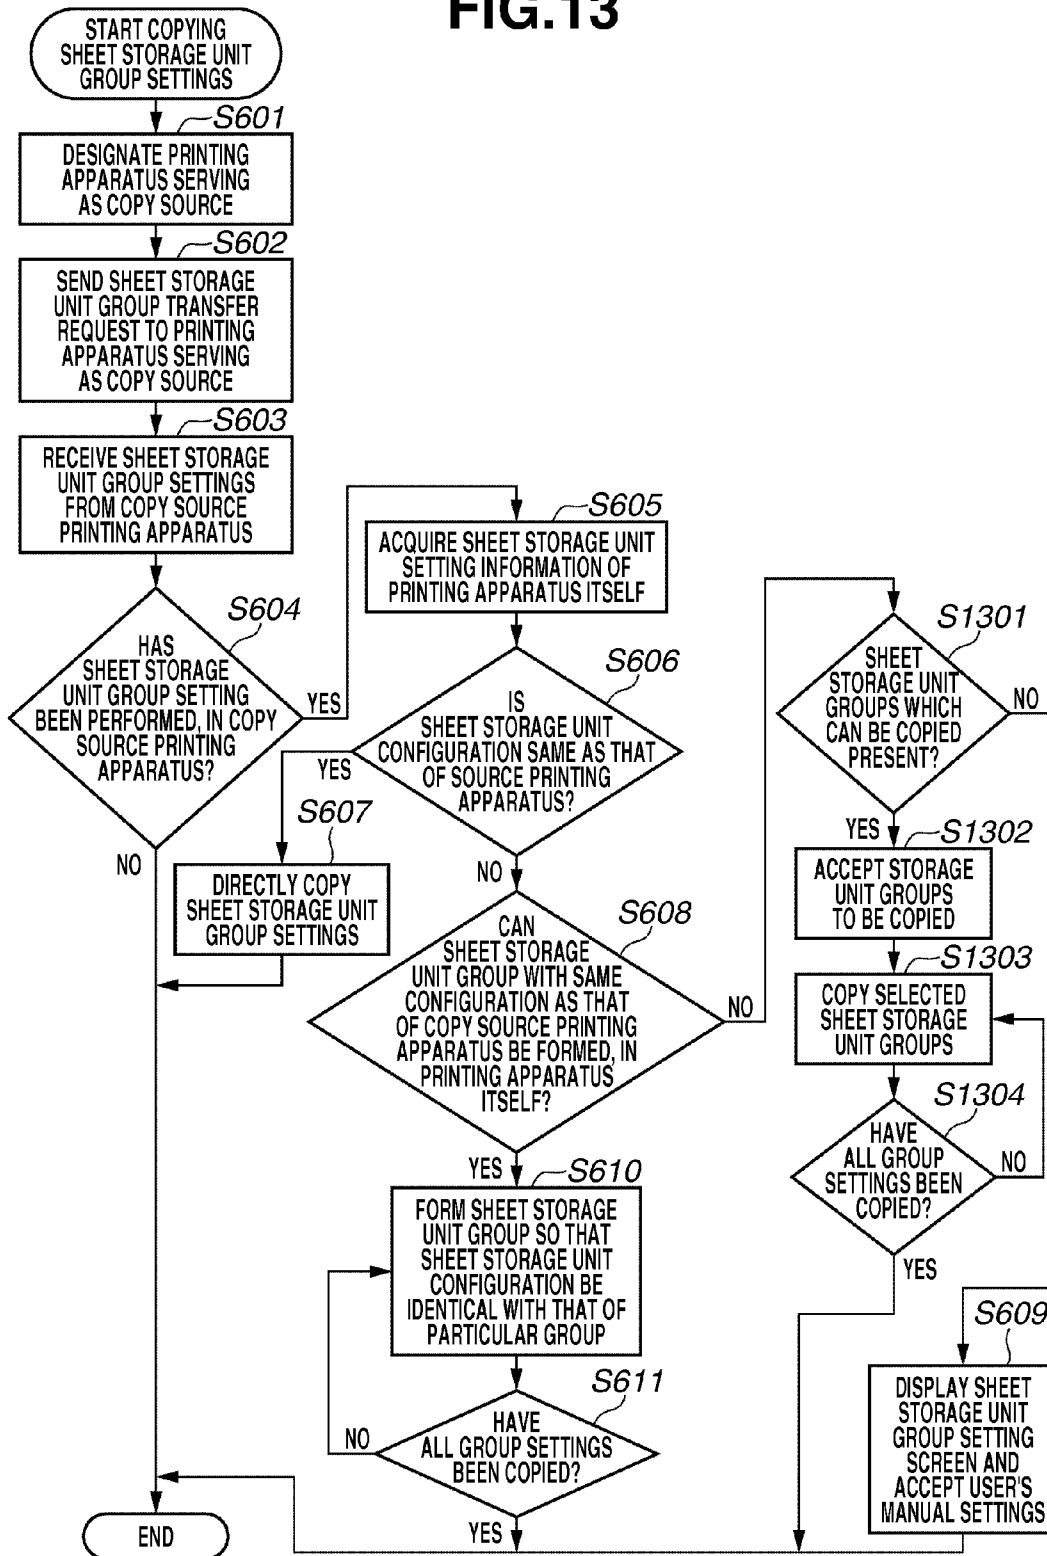 FIG.13
START COPYING
SHEET STORAGE UNIT
GROUP SETTINGS
S601
DESIGNATE PRINTING
APPARATUS SERVING
AS COPY SOURCE
S602
SEND SHEET STORAGE
UNIT GROUP TRANSFER
REQUEST TO PRINTING
APPARATUS SERVING
AS COPY SOURCE
S603
RECEIVE SHEET STORAGE
UNIT GROUP SETTINGS
FROM COPY SOURCE
PRINTING APPARATUS
S604
HAS
SHEET STORAGE
UNIT GROUP SETTING
BEEN PERFORMED, IN COPY
SOURCE PRINTING
APPARATUS?
YES
NO
S605
ACQUIRE SHEET STORAGE UNIT
SETTING INFORMATION OF
PRINTING APPARATUS ITSELF
S606
IS
SHEET STORAGE UNIT
CONFIGURATION SAME AS THAT
OF SOURCE PRINTING
APPARATUS?
YES
NO
S607
DIRECTLY COPY
SHEET STORAGE UNIT
GROUP SETTINGS
S608
CAN
SHEET STORAGE
UNIT GROUP WITH SAME
CONFIGURATION AS THAT
OF COPY SOURCE PRINTING
APPARATUS BE FORMED, IN
PRINTING APPARATUS
ITSELF?
NO
YES
S610
FORM SHEET STORAGE
UNIT GROUP SO THAT
SHEET STORAGE UNIT
CONFIGURATION BE
IDENTICAL WITH THAT OF
PARTICULAR GROUP
S611
HAVE
ALL GROUP SETTINGS
BEEN COPIED?
NO
YES
S1301
SHEET
STORAGE UNIT
GROUPS WHICH
CAN BE COPIED
PRESENT?
NO
YES
S1302
ACCEPT STORAGE
UNIT GROUPS
TO BE COPIED
S1303
COPY SELECTED
SHEET STORAGE
UNIT GROUPS
S1304
HAVE
ALL GROUP
SETTINGS BEEN
COPIED?
NO
YES
S609
DISPLAY SHEET
STORAGE UNIT
GROUP SETTING
SCREEN AND
ACCEPT USER'S
MANUAL SETTINGS
END